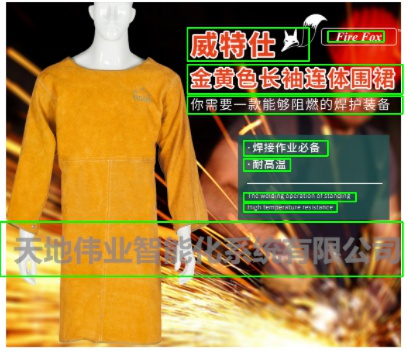 威特仕
Fire Fox
金黄色长袖连体围裙
你需要一款能够阻燃的焊护装备
·焊接作业必备
·耐高温
The welding operation of standing
High temperature resistance
天地伟业智能化系统有限公司